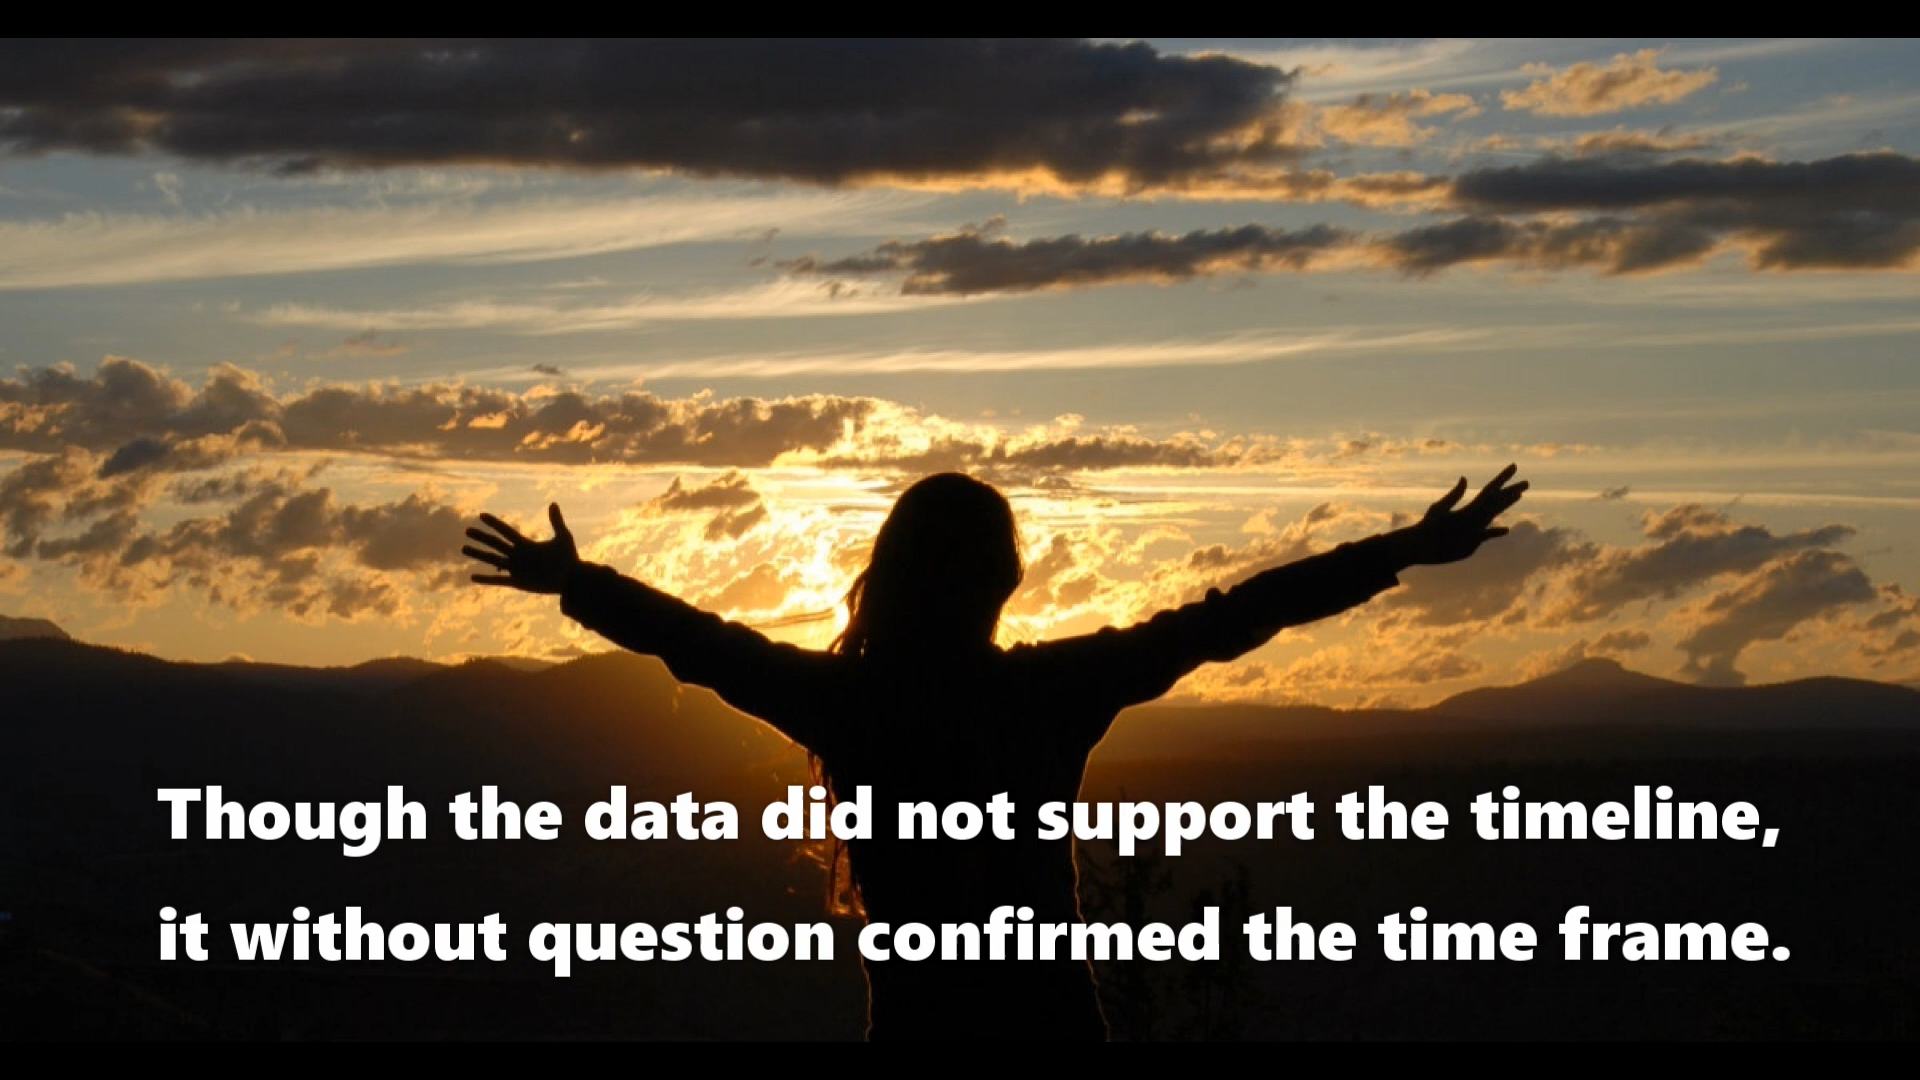 Though the data did not support the timeline,
it without question confirmed the time frame.